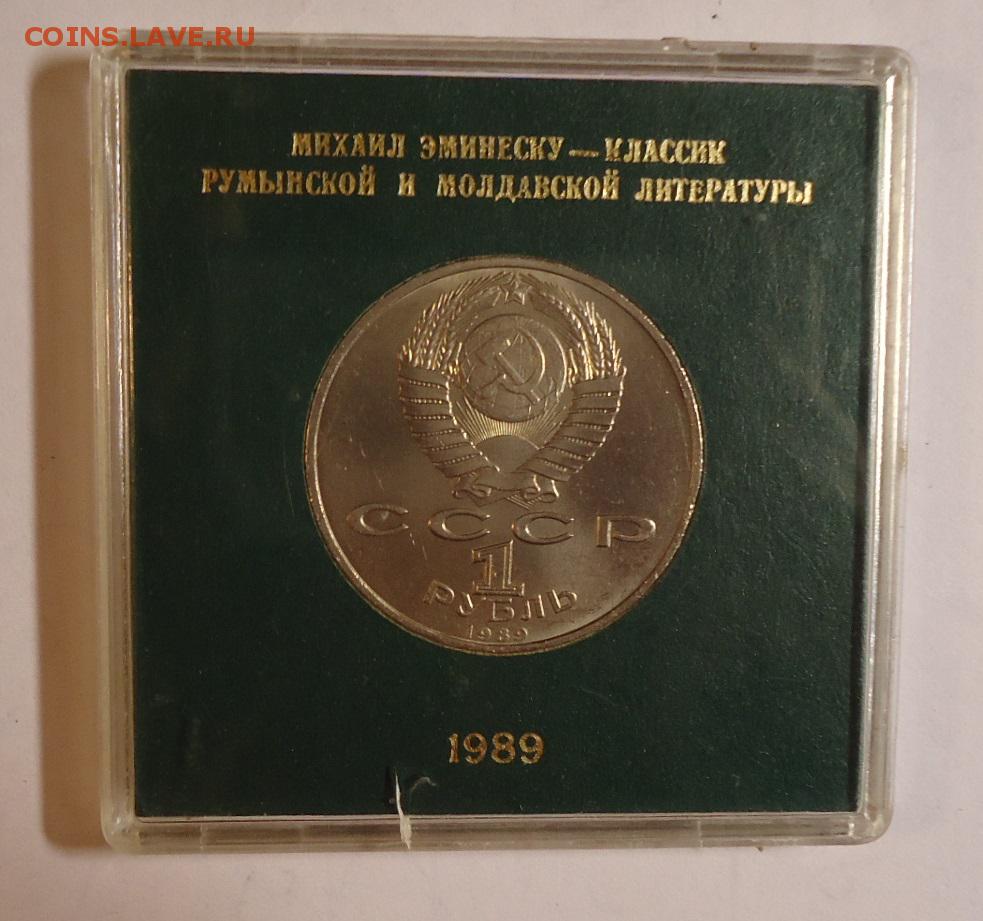 COINS.LAVE.RU
МИХАИЛ ЭМИНЕСКУ — КЛАССИК
РУМЫНСКОЙ И МОЛДАВСКОЙ ЛИТЕРАТУРЫ
СССР
1
РУБЛЬ
1989
1989